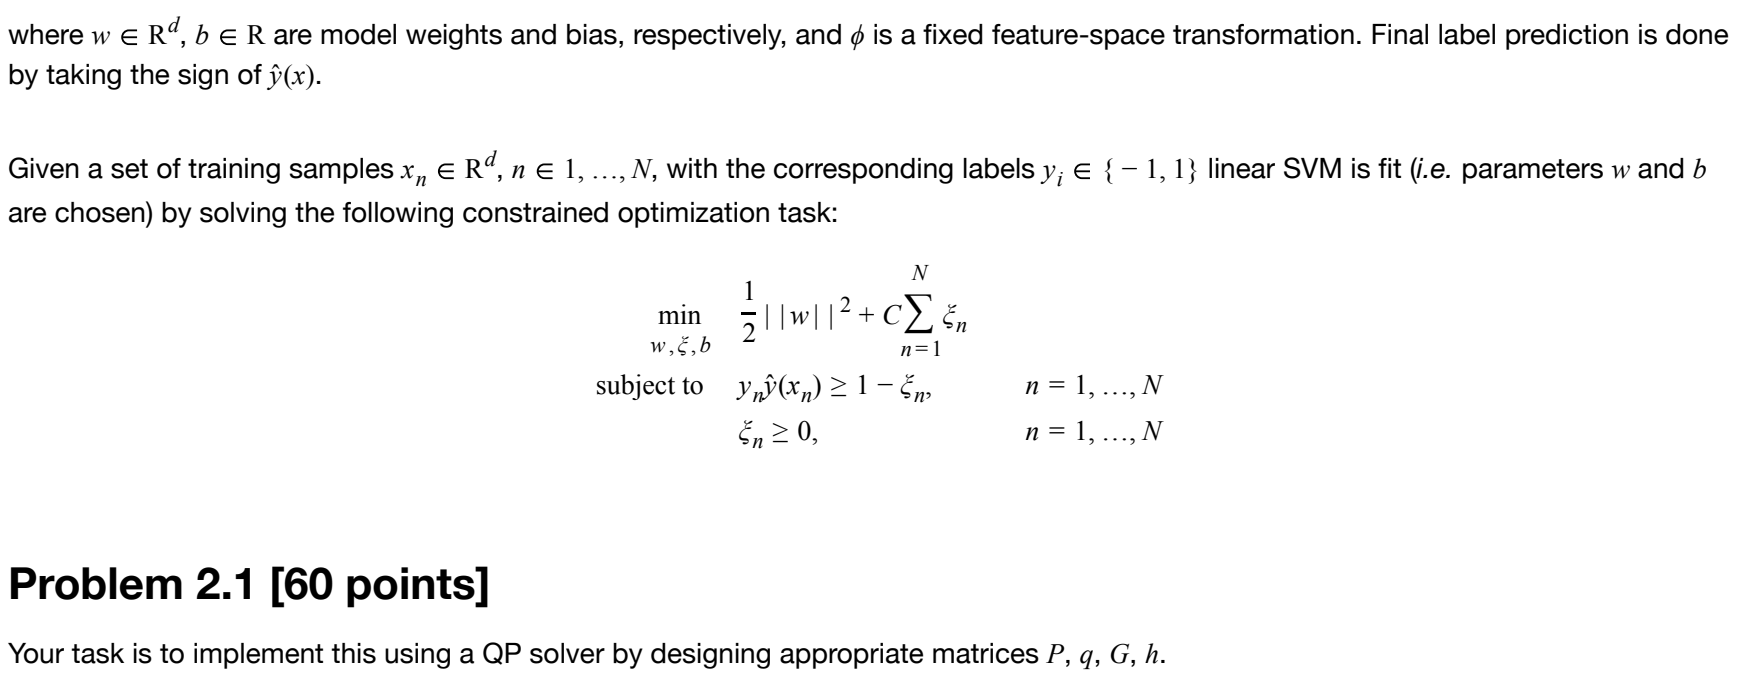 where w ∈ R^d, b ∈ R are model weights and bias, respectively, and ϕ is a fixed feature-space transformation. Final label prediction is done
by taking the sign of ŷ(x).
Given a set of training samples x_n ∈ R^d, n ∈ 1, …, N, with the corresponding labels y_i ∈ { − 1, 1} linear SVM is fit (i.e. parameters w and b
are chosen) by solving the following constrained optimization task:
min_{w,ξ,b} \frac{1}{2} | |w| |^2 + C∑_{n=1}^{N} ξ_n
subject to y_nŷ(x_n) ≥ 1 − ξ_n, n = 1, …, N
ξ_n ≥ 0, n = 1, …, N
Problem 2.1 [60 points]
Your task is to implement this using a QP solver by designing appropriate matrices P, q, G, h.